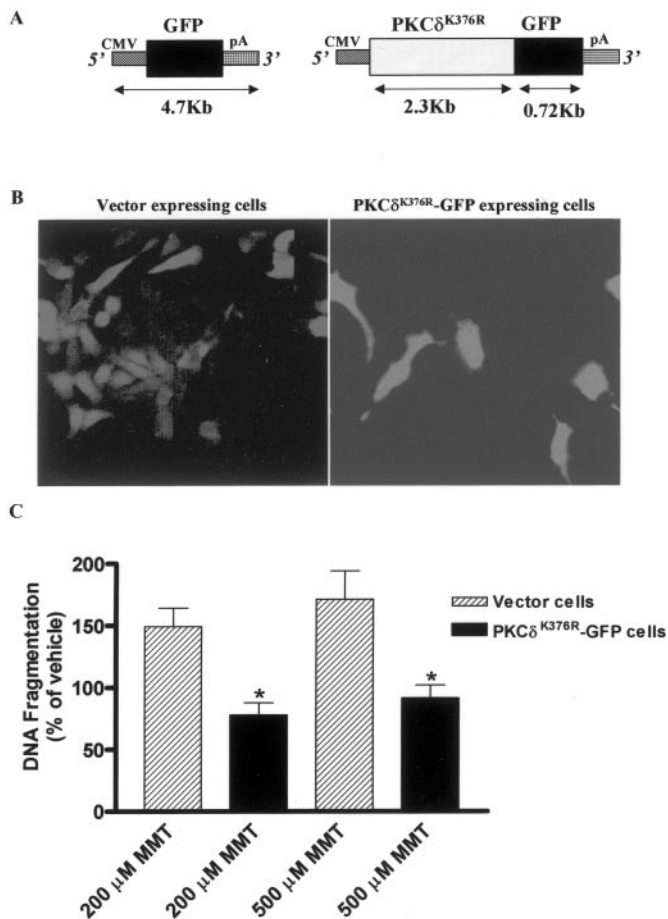 A
GFP
CMV
pA
5’
3’
4.7Kb
PKCδK376R
GFP
CMV
pA
5’
3’
2.3Kb
0.72Kb
B
Vector expressing cells
PKCδK376R-GFP expressing cells
C
DNA Fragmentation
(% of vehicle)
200
150
100
50
0
*
*
Vector cells
PKCδ K376R-GFP cells
200 μM MMT
200 μM MMT
500 μM MMT
500 μM MMT